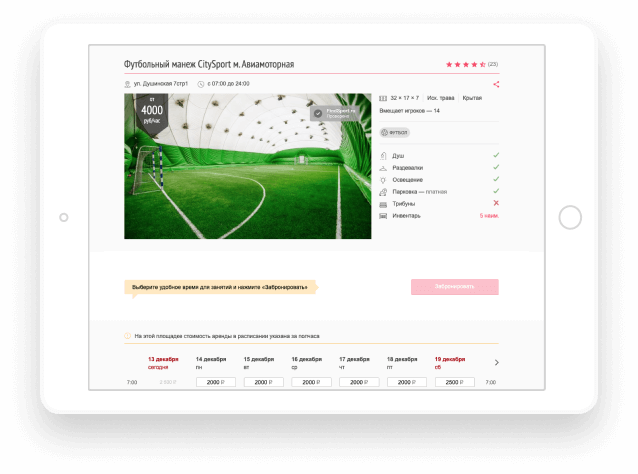 Футбольный манеж CitySport м. Авиамоторная
(23)
ул. Душинская 7стр1
с 07:00 до 24:00
от
4000
руб/час
FindSport.ru
Проверено
32 × 17 × 7 Иск. трава Крытая
Вмещает игроков — 14
ФУТБОЛ
Душ
Раздевалки
Освещение
Парковка — платная
Трибуны
Инвентарь 5 наим.
Выберите удобное время для занятий и нажмите «Забронировать»
Забронировать
На этой площадке стоимость аренды в расписании указана за полчаса
13 декабря 14 декабря 15 декабря 16 декабря 17 декабря 18 декабря 19 декабря
сегодня пн вт ср чт пт сб
7:00 2000 ₽ 2000 ₽ 2000 ₽ 2000 ₽ 2000 ₽ 2500 ₽ 7:00